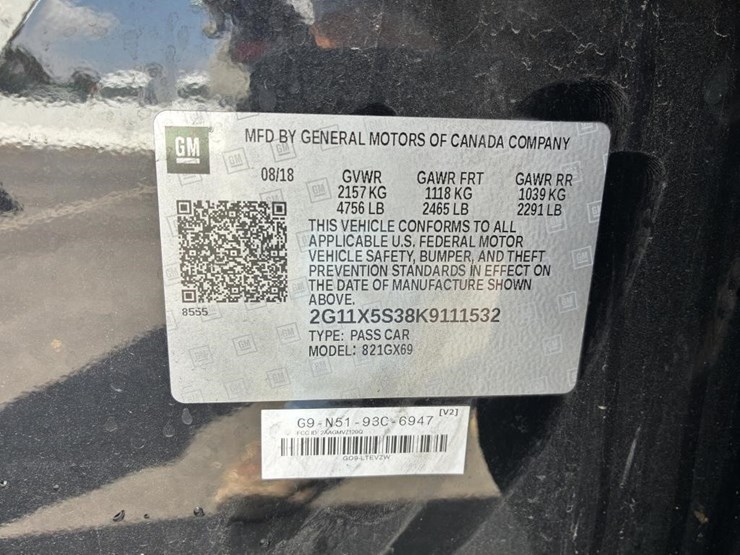 GM
MFD BY GENERAL MOTORS OF CANADA COMPANY
08/18 GVWR GAWR FRT GAWR RR
2157 KG 1118 KG 1039 KG
4756 LB 2465 LB 2291 LB
THIS VEHICLE CONFORMS TO ALL
APPLICABLE U.S. FEDERAL MOTOR
VEHICLE SAFETY, BUMPER, AND THEFT
PREVENTION STANDARDS IN EFFECT ON
THE DATE OF MANUFACTURE SHOWN
ABOVE.
8555
2G11X5S38K9111532
TYPE: PASS CAR
MODEL: 821GX69
G9-N51-93C-6947 [V2]
FCC ID: